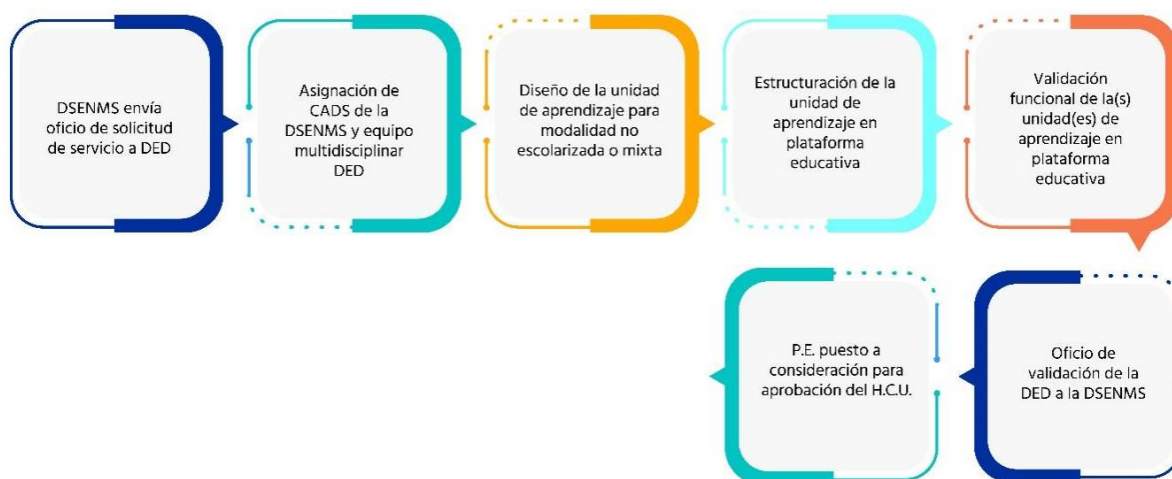 DSENMS envía
oficio de solicitud
de servicio a DED
Asignación de
CADS de la
DSENMS y equipo
multidisciplinar
DED
Diseño de la unidad
de aprendizaje para
modalidad no
escolarizada o mixta
Estructuración de la
unidad de
aprendizaje en
plataforma
educativa
Validación
funcional de la(s)
unidad(es) de
aprendizaje en
plataforma
educativa
Oficio de
validación de la
DED a la DSENMS
P.E. puesto a
consideración para
aprobación del H.C.U.